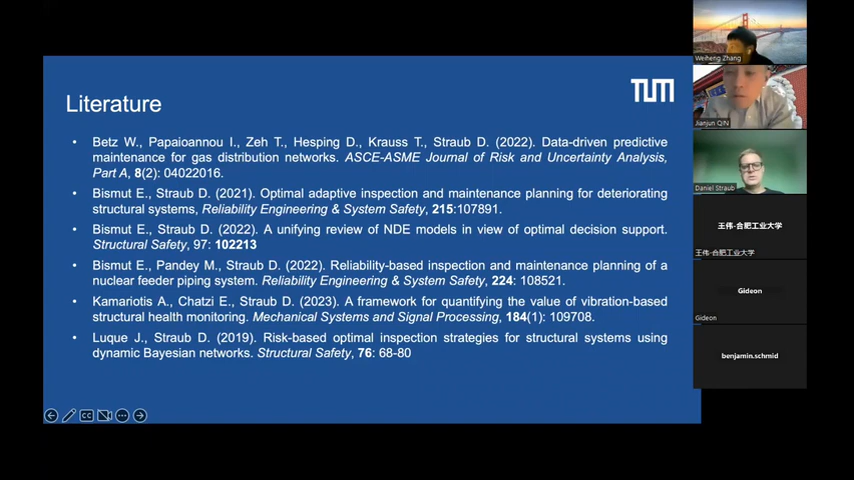 Literature
TUM
• Betz W., Papaioannou I., Zeh T., Hesping D., Krauss T., Straub D. (2022). Data-driven predictive
maintenance for gas distribution networks. ASCE-ASME Journal of Risk and Uncertainty Analysis,
Part A, 8(2): 04022016.
• Bismut E., Straub D. (2021). Optimal adaptive inspection and maintenance planning for deteriorating
structural systems, Reliability Engineering & System Safety, 215:107891.
• Bismut E., Straub D. (2022). A unifying review of NDE models in view of optimal decision support.
Structural Safety, 97: 102213
• Bismut E., Pandey M., Straub D. (2022). Reliability-based inspection and maintenance planning of a
nuclear feeder piping system. Reliability Engineering & System Safety, 224: 108521.
• Kamariotis A., Chatzi E., Straub D. (2023). A framework for quantifying the value of vibration-based
structural health monitoring. Mechanical Systems and Signal Processing, 184(1): 109708.
• Luque J., Straub D. (2019). Risk-based optimal inspection strategies for structural systems using
dynamic Bayesian networks. Structural Safety, 76: 68-80
CC
Weiheng Zhang
Jianjun QIN
Daniel Straub
王伟-合肥工业大学
王伟-合肥工业大学
Gideon
Gideon
benjamin.schmid